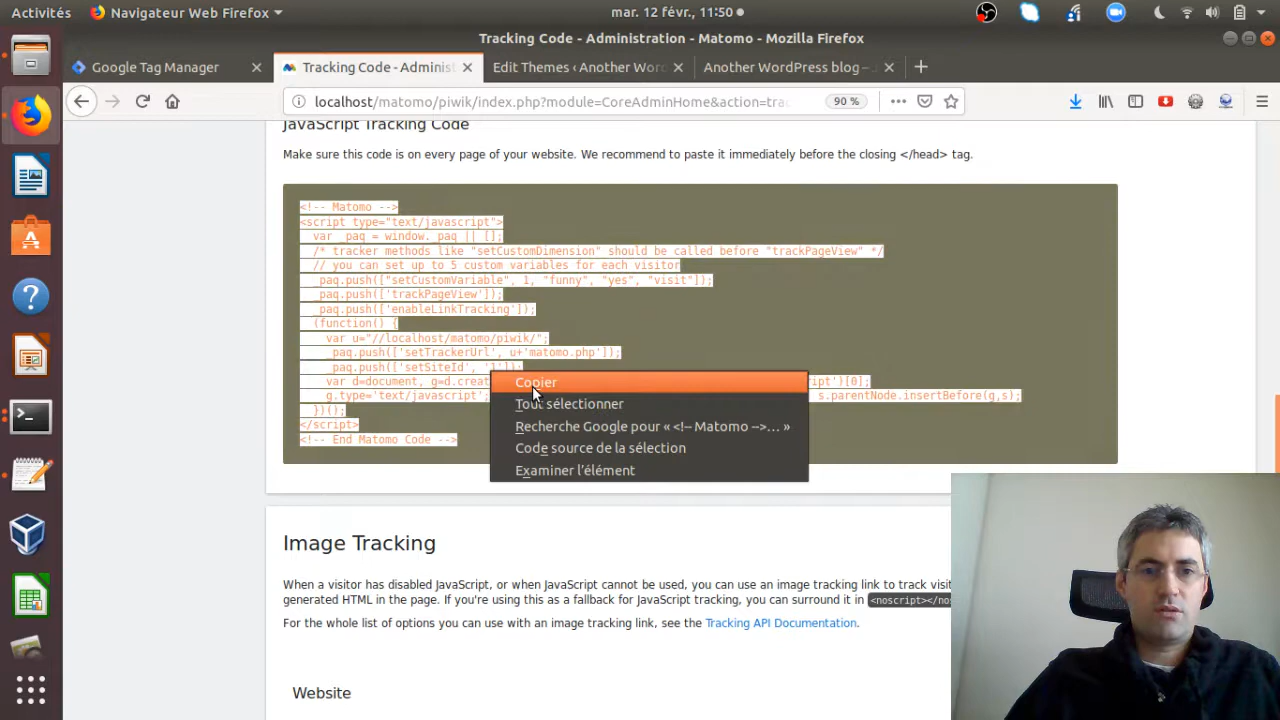 Activités
Navigateur Web Firefox
mar. 12 févr., 11:50
Tracking Code - Administration - Matomo - Mozilla Firefox
Google Tag Manager
Tracking Code - Administ
Edit Themes ‹ Another Wor
Another WordPress blog –
localhost/matomo/piwik/index.php?module=CoreAdminHome&action=tra
90 %
JavaScript Tracking Code
Make sure this code is on every page of your website. We recommend to paste it immediately before the closing </head> tag.
<!-- Matomo -->
<script type="text/javascript">
var _paq = window._paq || [];
/* tracker methods like "setCustomDimension" should be called before "trackPageView" */
// you can set up to 5 custom variables for each visitor
_paq.push(["setCustomVariable", 1, "funny", "yes", "visit"]);
_paq.push(['trackPageView']);
_paq.push(['enableLinkTracking']);
(function() {
var u="//localhost/matomo/piwik/";
_paq.push(['setTrackerUrl', u+'matomo.php']);
_paq.push(['setSiteId', '1']);
var d=document, g=d.creat ript')[0];
g,type='text/javascript'; s.parentNode.insertBefore(g,s);
})();
</script>
<!-- End Matomo Code -->
Copier
Tout sélectionner
Recherche Google pour « <!-- Matomo -->… »
Code source de la sélection
Examiner l'élément
Image Tracking
When a visitor has disabled JavaScript, or when JavaScript cannot be used, you can use an image tracking link to track visit
generated HTML in the page. If you're using this as a fallback for JavaScript tracking, you can surround it in <noscript></nos
For the whole list of options you can use with an image tracking link, see the Tracking API Documentation.
Website